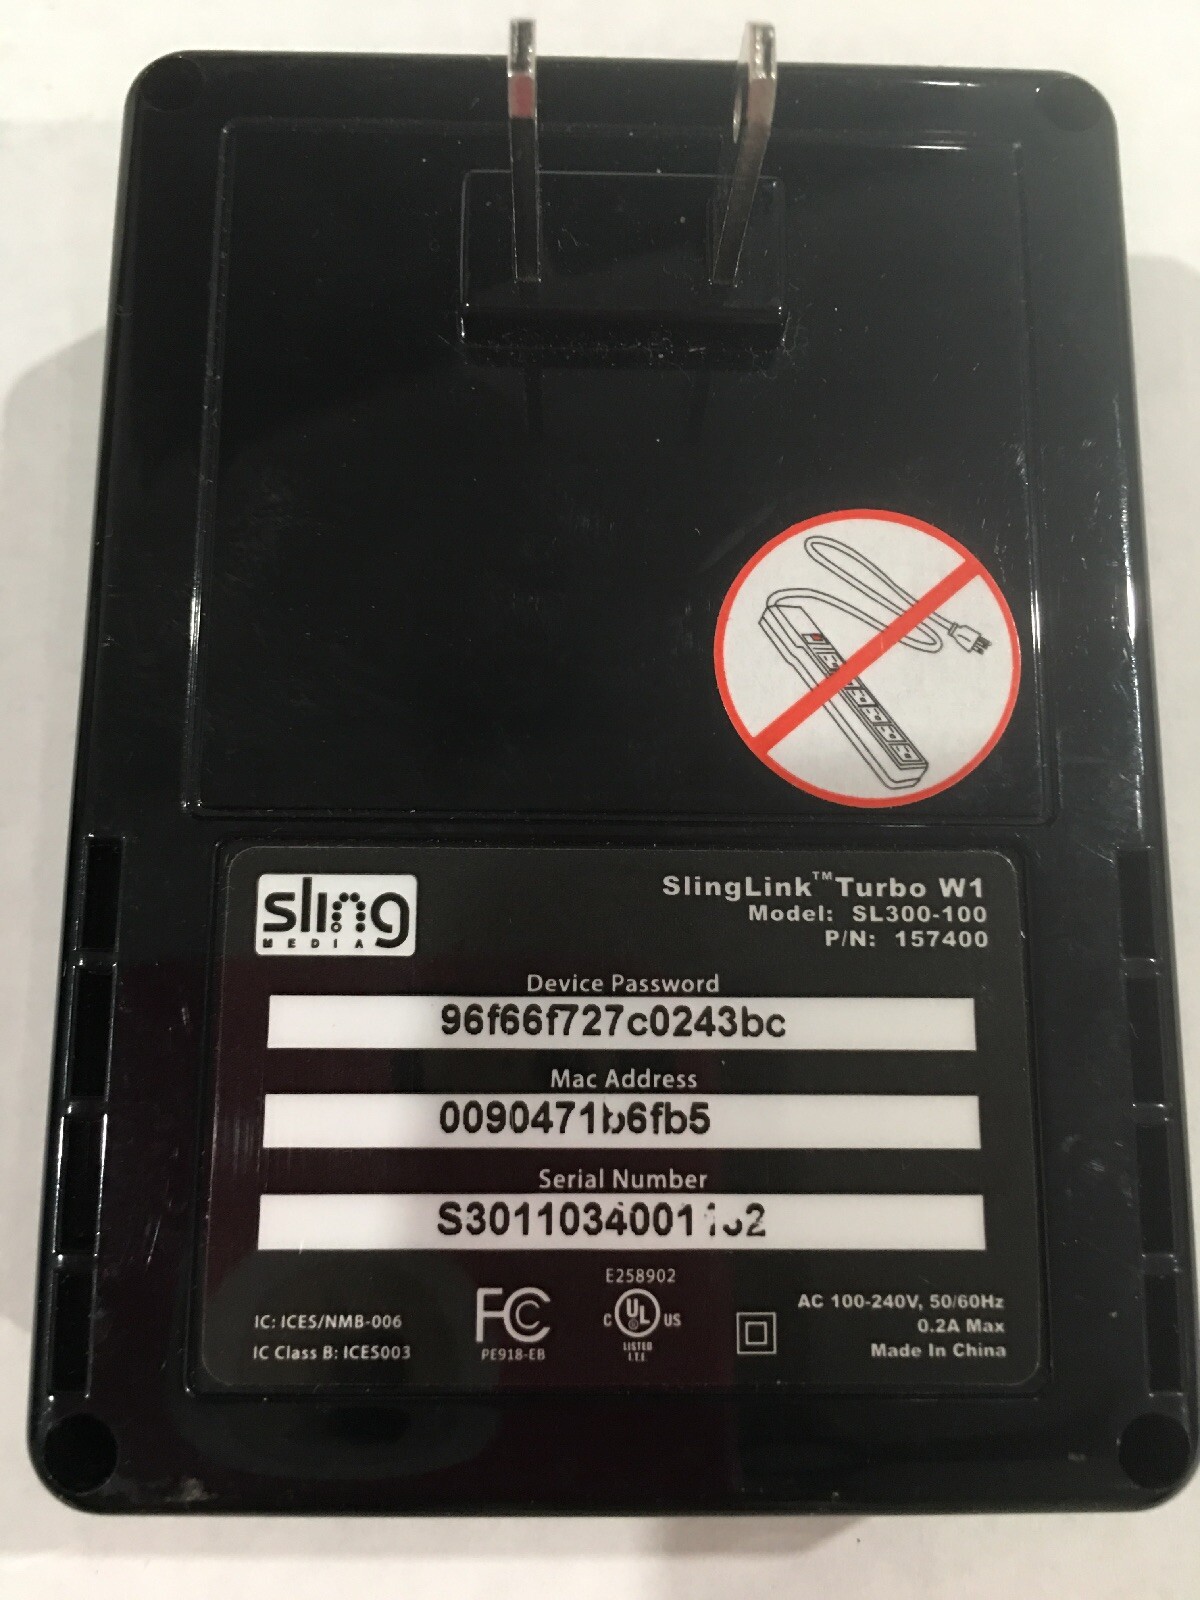 sling
MEDIA
SlingLink™ Turbo W1
Model: SL300-100
P/N: 157400
Device Password
96f66f727c0243bc
Mac Address
0090471b6fb5
Serial Number
IC: ICES/NMB-006
IC Class B: ICES003
FC
PE918-EB
E258902
C UL US
LISTED
I.T.I.
AC 100-240V, 50/60Hz
0.2A Max
Made In China